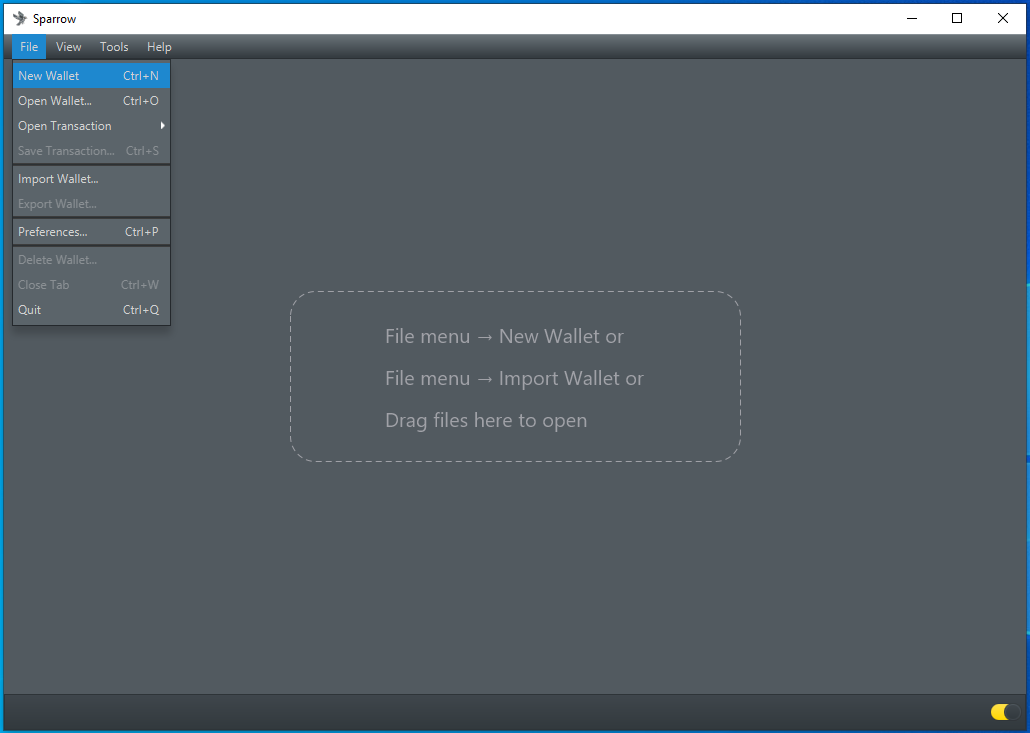 Sparrow
File View Tools Help
New Wallet Ctrl+N
Open Wallet... Ctrl+O
Open Transaction
Save Transaction... Ctrl+S
Import Wallet...
Export Wallet...
Preferences... Ctrl+P
Delete Wallet...
Close Tab Ctrl+W
Quit Ctrl+Q
File menu → New Wallet or
File menu → Import Wallet or
Drag files here to open